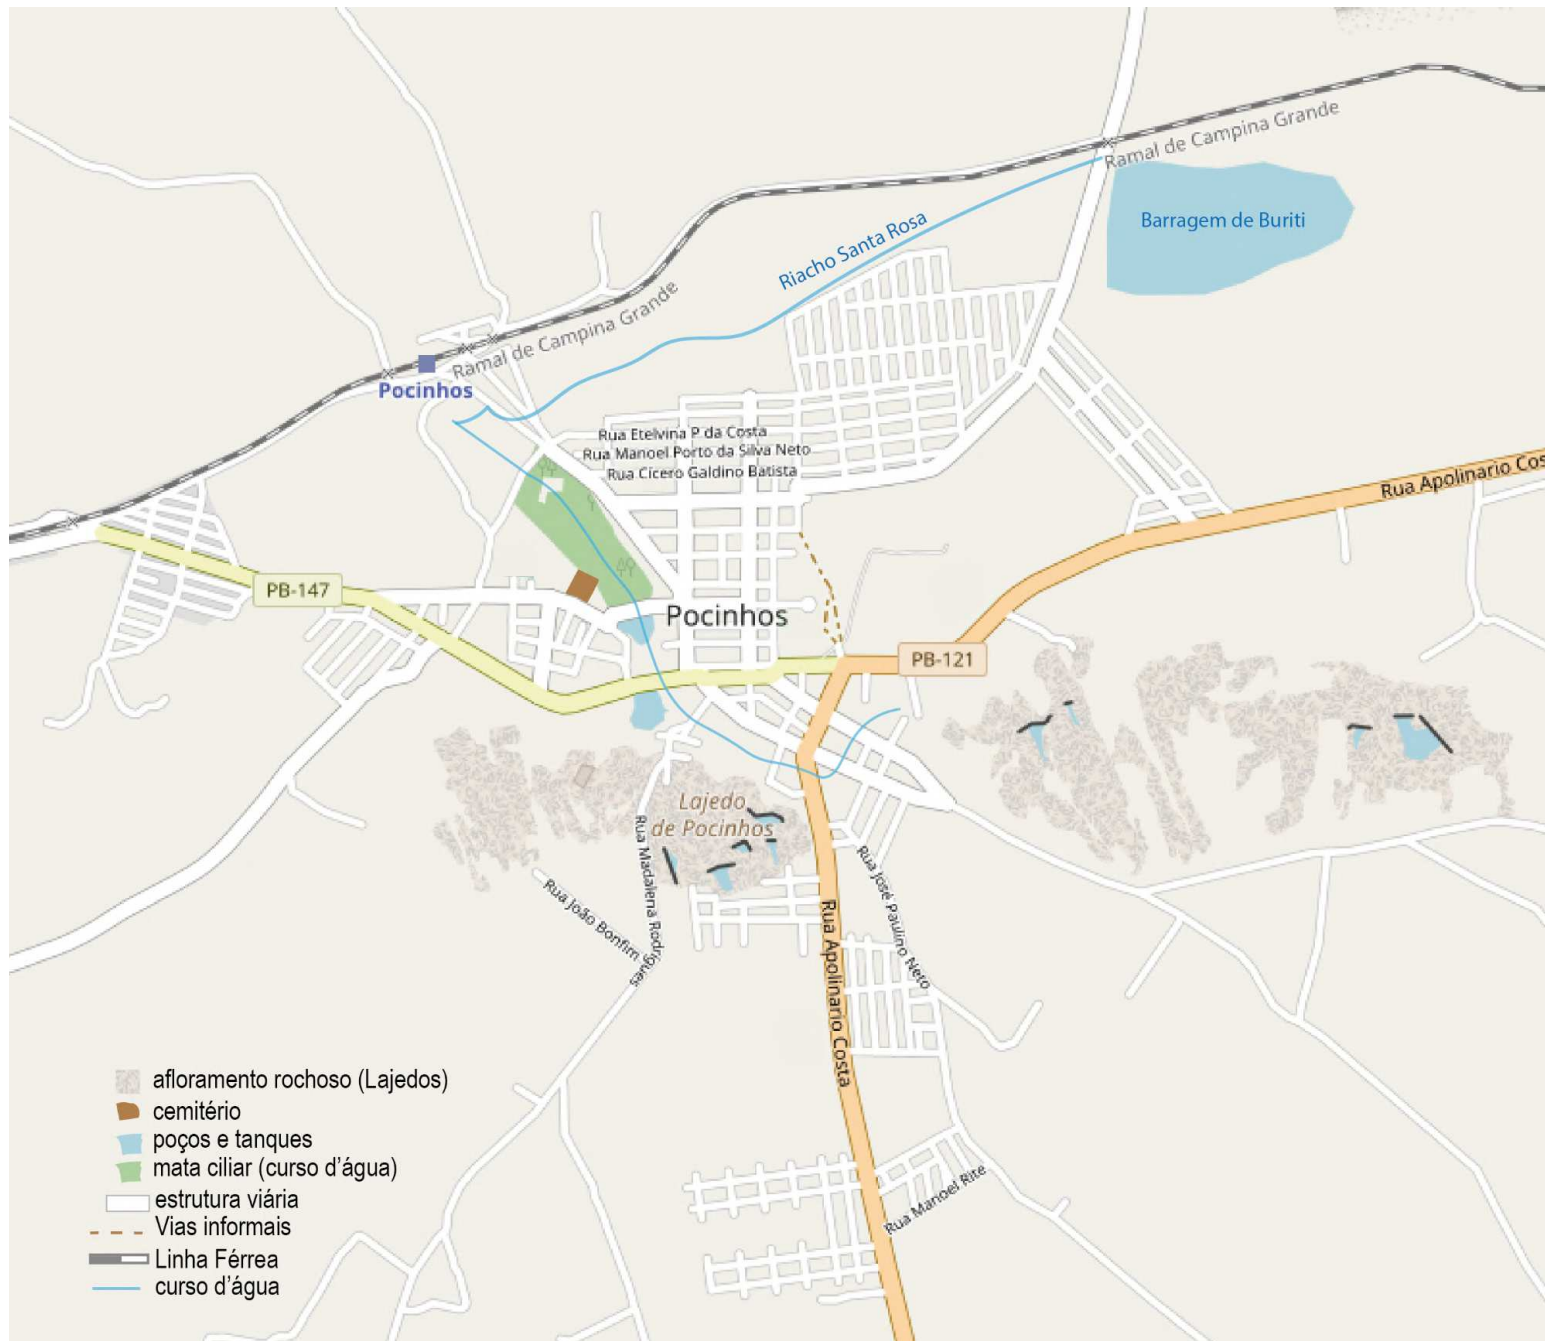 Ramal de Campina Grande
Barragem de Buriti
Riacho Santa Rosa
Ramal de Campina Grande
Pocinhos
Rua Etelvina P da Costa
Rua Manoel Porto da Silva Neto
Rua Cícero Galdino Batista
Rua Apolinario Cos
PB-147
Pocinhos
PB-121
Lajedo
de Pocinhos
Rua Madalena Rodrigues
Rua João Bonfim
Rua José Paulino Neto
Rua Apolinario Costa
Rua Manoel Rite
afloramento rochoso (Lajedos)
cemitério
poços e tanques
mata ciliar (curso d'água)
estrutura viária
Vias informais
Linha Férrea
curso d'água